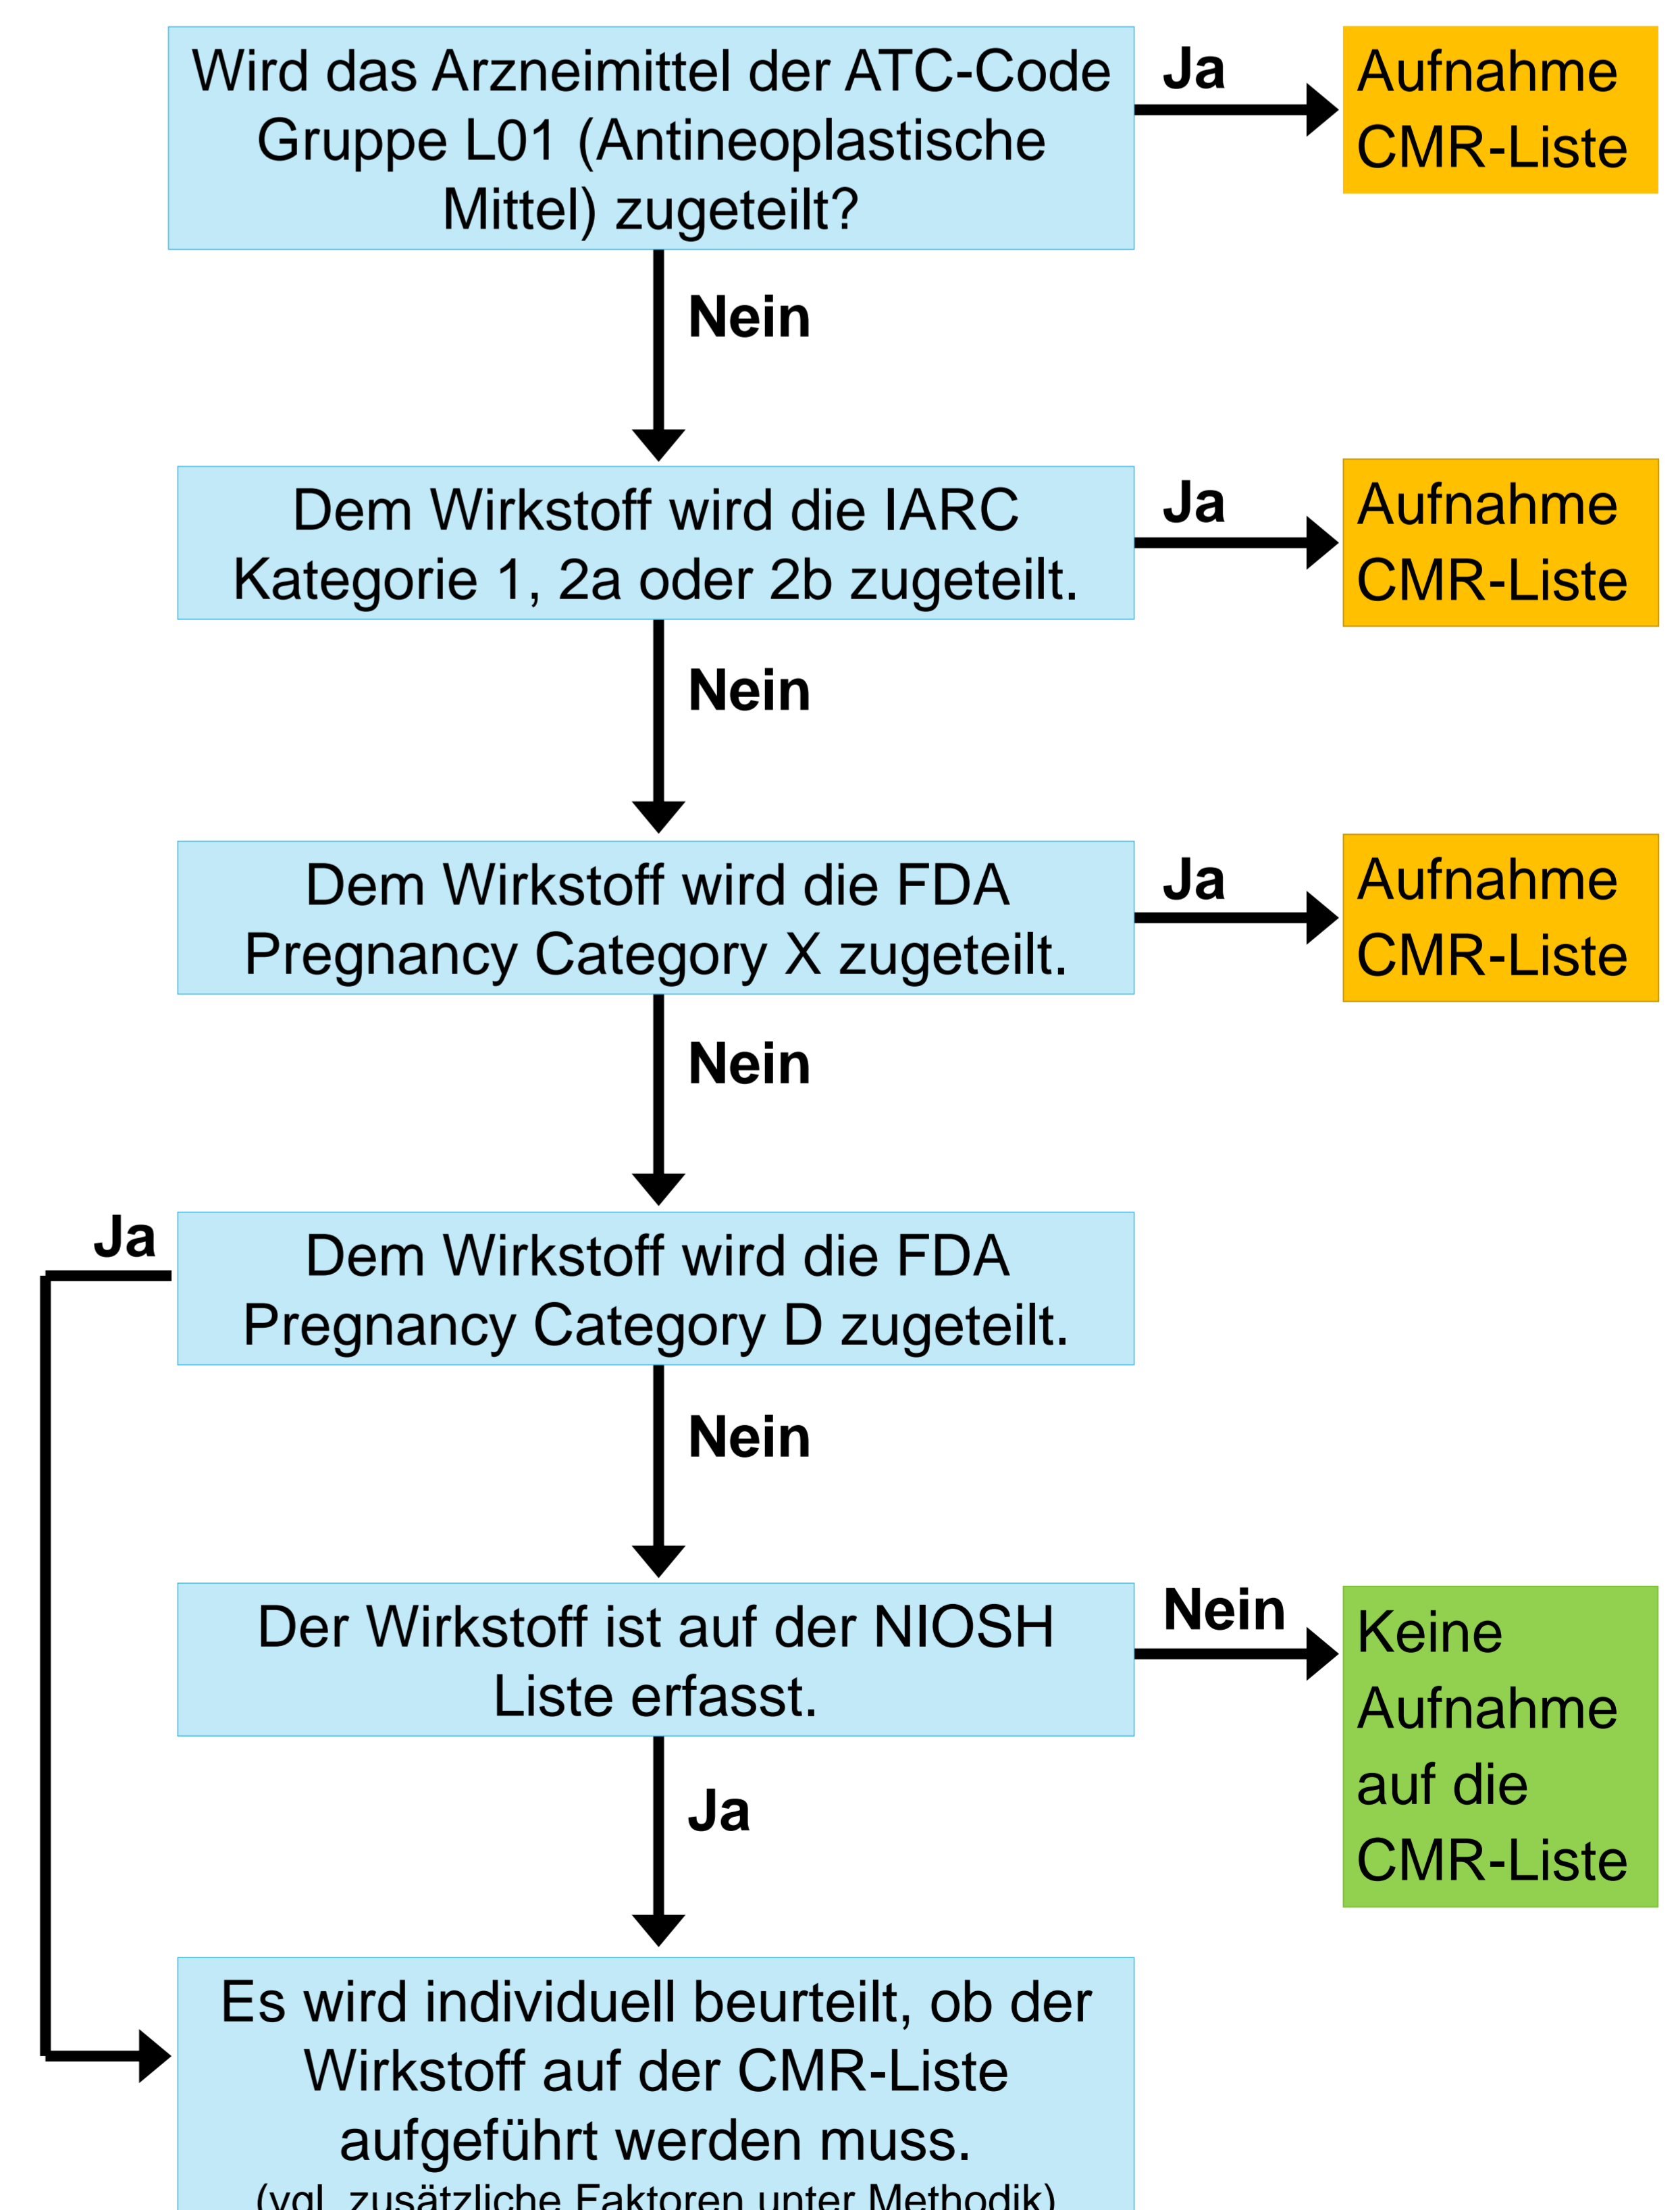 Wird das Arzneimittel der ATC-Code
Gruppe L01 (Antineoplastische
Mittel) zugeteilt?
Ja
Aufnahme
CMR-Liste
Nein
Dem Wirkstoff wird die IARC
Kategorie 1, 2a oder 2b zugeteilt.
Ja
Aufnahme
CMR-Liste
Nein
Dem Wirkstoff wird die FDA
Pregnancy Category X zugeteilt.
Ja
Aufnahme
CMR-Liste
Nein
Ja
Dem Wirkstoff wird die FDA
Pregnancy Category D zugeteilt.
Nein
Der Wirkstoff ist auf der NIOSH
Liste erfasst.
Nein
Keine
Aufnahme
auf die
CMR-Liste
Ja
Es wird individuell beurteilt, ob der
Wirkstoff auf der CMR-Liste
aufgeführt werden muss.
(vgl. zusätzliche Faktoren unter Methodik)